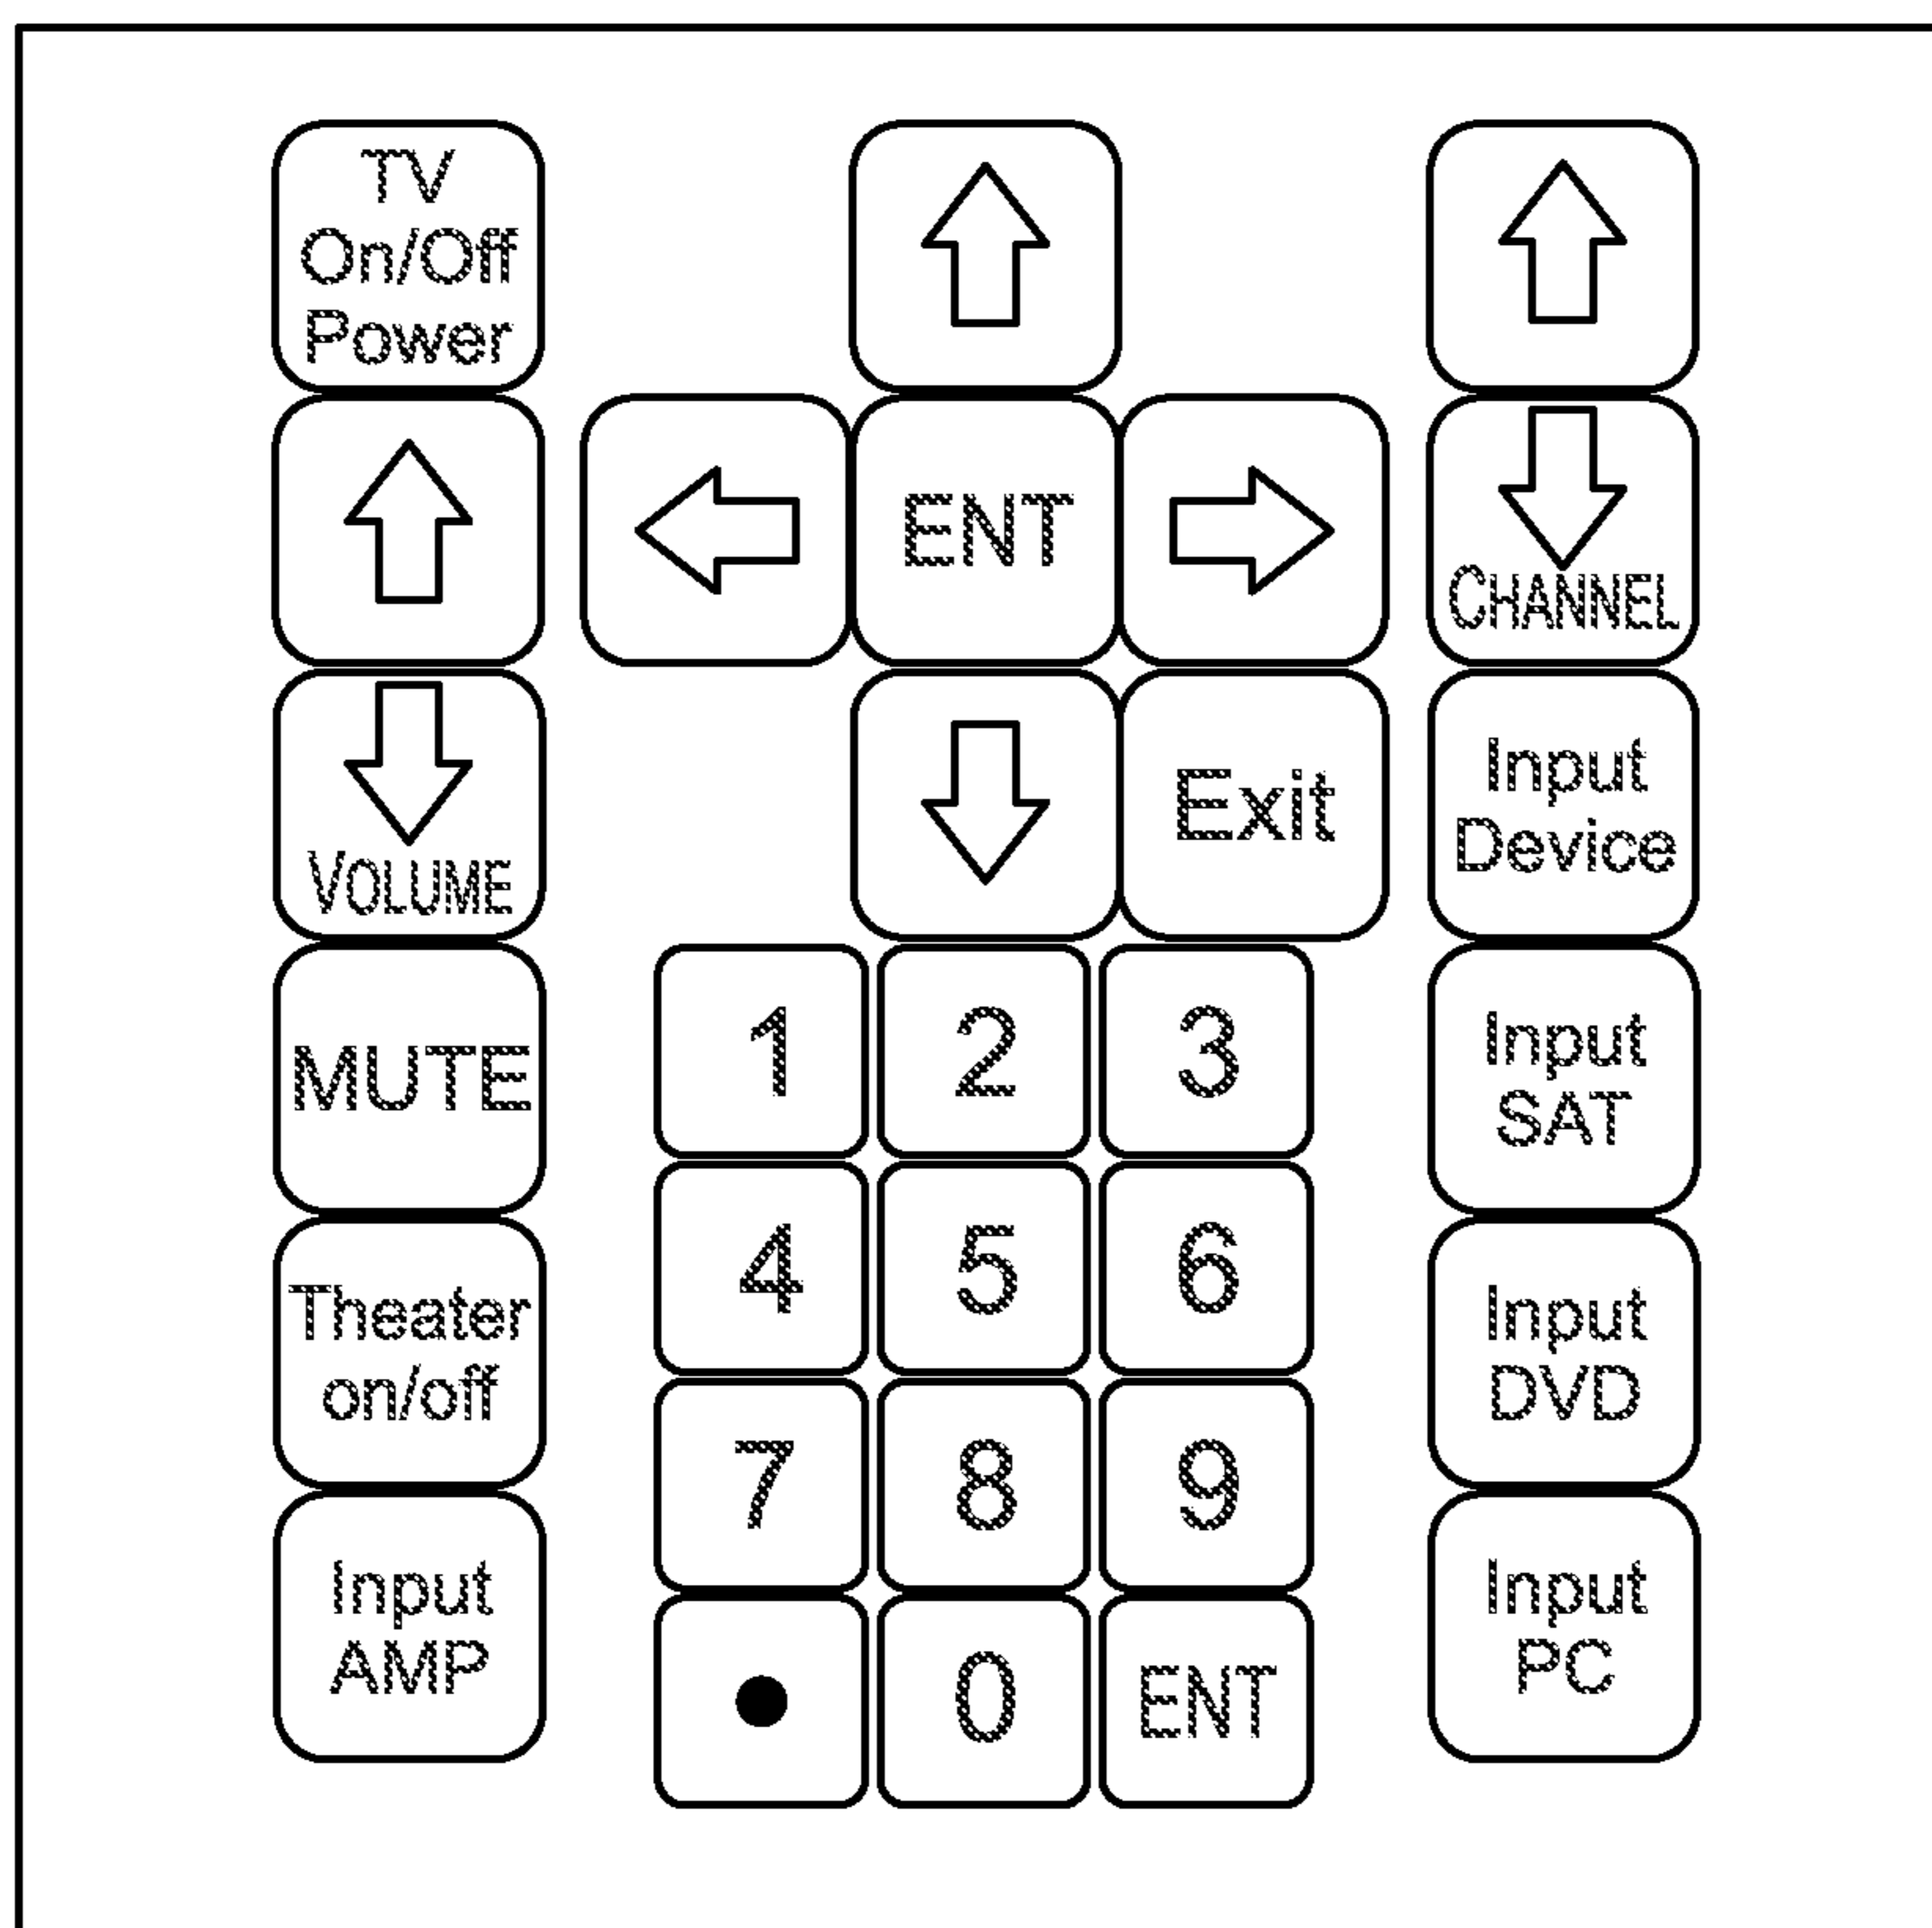 TV
On/Off
Power
ENT
CHANNEL
VOLUME
Exit
Input
Device
MUTE
1 2 3
Input
SAT
Theater
on/off
4 5 6
Input
DVD
7 8 9
Input
AMP
0 ENT
Input
PC